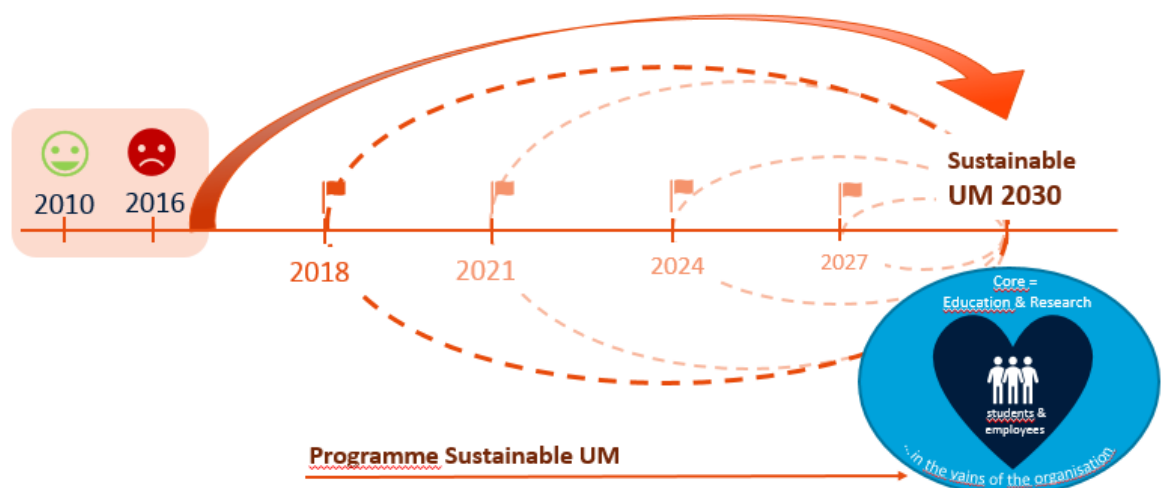 2010
2016
2018
2021
2024
2027
Sustainable
UM 2030
Core =
Education & Research
students &
employees
...in the vains of the organisation
Programme Sustainable UM